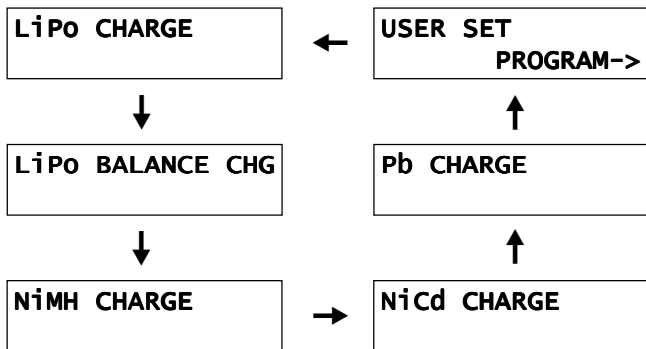 LiPo CHARGE
USER SET
PROGRAM->
LiPo BALANCE CHG
Pb CHARGE
NiMH CHARGE
NiCd CHARGE